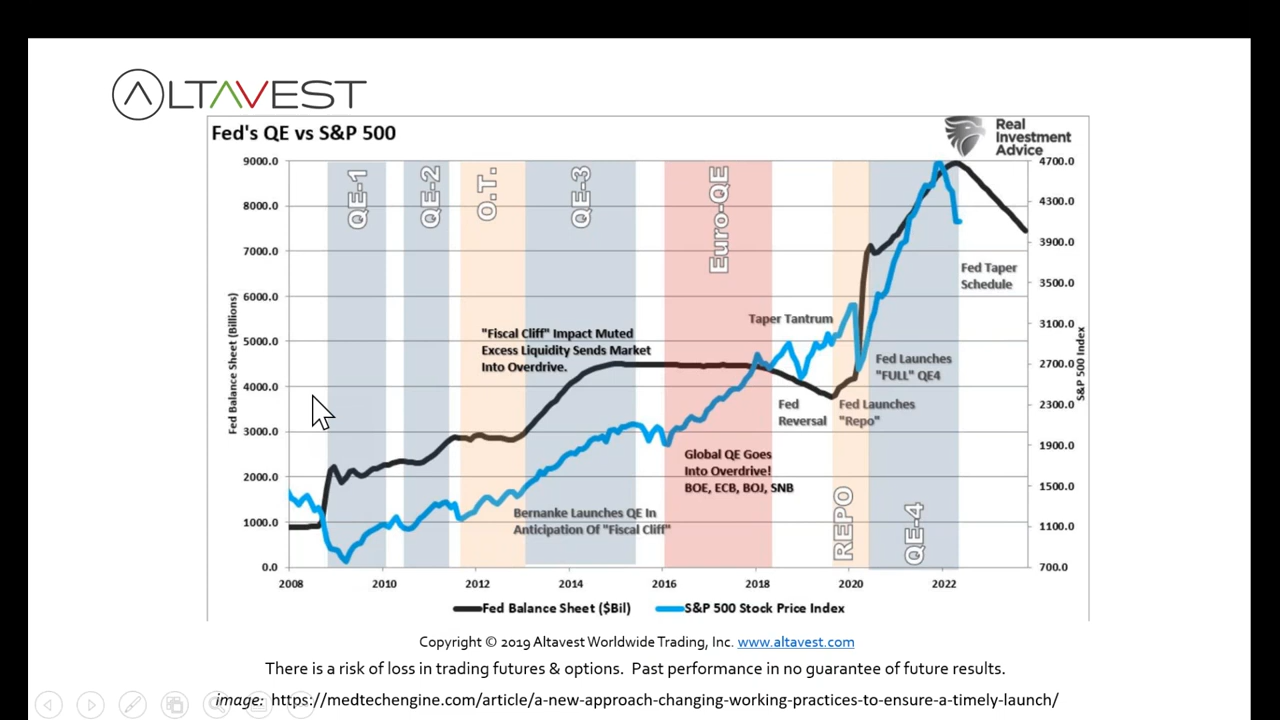 ALTAVEST
Fed's QE vs S&P 500
Real
Investment
Advice
9000.0
8000.0
7000.0
6000.0
5000.0
4000.0
3000.0
2000.0
1000.0
0.0
Fed Balance Sheet (Billions)
4700.0
4300.0
3900.0
3500.0
3100.0
2700.0
2300.0
1900.0
1500.0
1100.0
700.0
S&P 500 Index
QE-1
QE-2
O.T.
QE-3
Euro-QE
REPO
QE-4
"Fiscal Cliff" Impact Muted
Excess Liquidity Sends Market
Into Overdrive.
Taper Tantrum
Fed Taper
Schedule
Fed Launches
"FULL" QE4
Fed
Reversal
Fed Launches
"Repo"
Global QE Goes
Into Overdrive!
BOE, ECB, BOJ, SNB
Bernanke Launches QE In
Anticipation Of "Fiscal Cliff"
2008 2010 2012 2014 2016 2018 2020 2022
Fed Balance Sheet ($Bil) S&P 500 Stock Price Index
Copyright © 2019 Altavest Worldwide Trading, Inc. www.altavest.com
There is a risk of loss in trading futures & options. Past performance in no guarantee of future results.
image: https://medtechengine.com/article/a-new-approach-changing-working-practices-to-ensure-a-timely-launch/